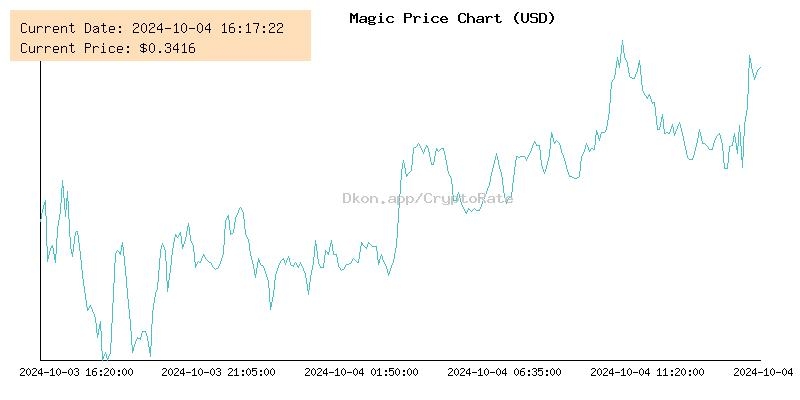 Magic Price Chart (USD)
Current Date: 2024-10-04 16:17:22
Current Price: $0.3416
Dkon.app/CryptoRate
2024-10-03 16:20:00
2024-10-03 21:05:00
2024-10-04 01:50:00
2024-10-04 06:35:00
2024-10-04 11:20:00
2024-10-04